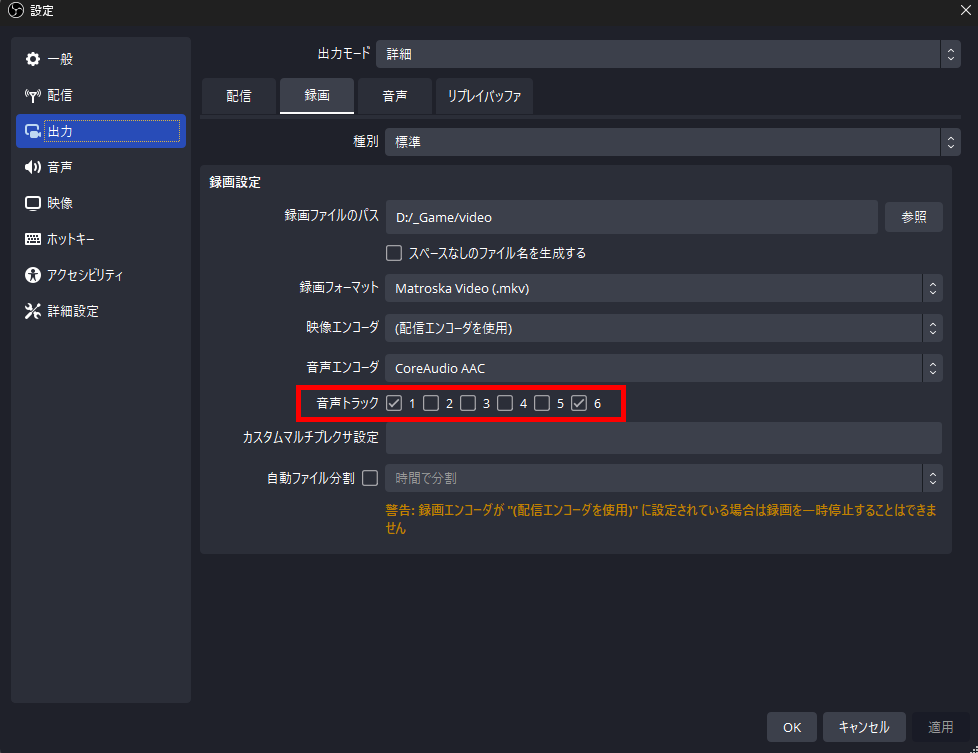 設定
一般
配信
出力
音声
映像
ホットキー
アクセシビリティ
詳細設定
出力モード 詳細
配信 録画 音声 リプレイバッファ
種別 標準
録画設定
録画ファイルのパス D:/_Game/video 参照
スペースなしのファイル名を生成する
録画フォーマット Matroska Video (.mkv)
映像エンコーダ (配信エンコーダを使用)
音声エンコーダ CoreAudio AAC
音声トラック 1 2 3 4 5 6
カスタムマルチプレクサ設定
自動ファイル分割 時間で分割
警告: 録画エンコーダが "(配信エンコーダを使用)" に設定されている場合は録画を一時停止することはできま
せん
OK キャンセル 適用